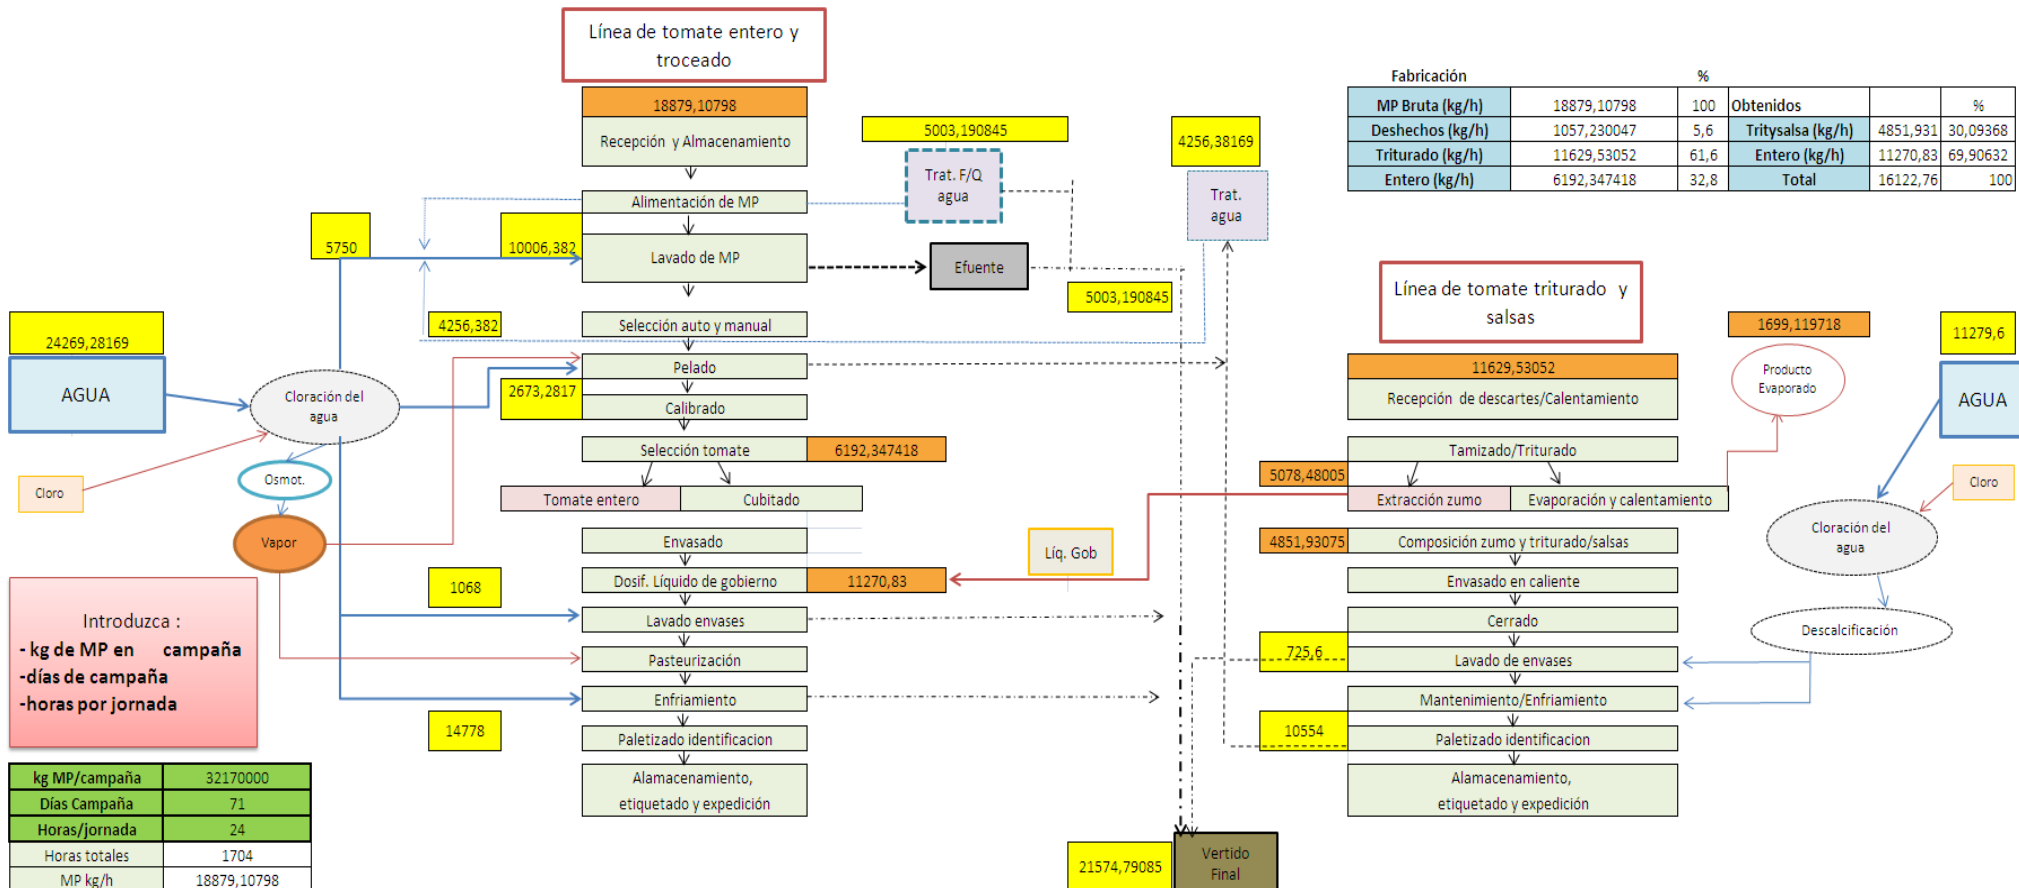 Línea de tomate entero y
troceado
18879,10798
Recepción y Almacenamiento
Alimentación de MP
Lavado de MP
Selección auto y manual
Pelado
Calibrado
Selección tomate
6192,347418
Tomate entero
Cubitado
Envasado
Dosif. Líquido de gobierno
11270,83
Lavado envases
Pasteurización
Enfriamiento
Paletizado identificacion
Alamacenamiento,
etiquetado y expedición
5750
10006,382
4256,382
2673,2817
1068
14778
24269,28169
AGUA
Cloración del
agua
Cloro
Osmot.
Vapor
Introduzca :
- kg de MP en campaña
-días de campaña
-horas por jornada
kg MP/campaña 32170000
Días Campaña 71
Horas/jornada 24
Horas totales 1704
MP kg/h 18879,10798
5003,190845
Trat. F/Q
agua
Efuente
5003,190845
4256,38169
Trat.
agua
Líq. Gob
21574,79085
Vertido
Final
Fabricación %
MP Bruta (kg/h) 18879,10798 100 Obtenidos %
Deshechos (kg/h) 1057,230047 5,6 Tritysalsa (kg/h) 4851,931 30,09368
Triturado (kg/h) 11629,53052 61,6 Entero (kg/h) 11270,83 69,90632
Entero (kg/h) 6192,347418 32,8 Total 16122,76 100
Línea de tomate triturado y
salsas
11629,53052
Recepción de descartes/Calentamiento
Tamizado/Triturado
5078,48005
Extracción zumo
Evaporación y calentamiento
4851,93075
Composición zumo y triturado/salsas
Envasado en caliente
Cerrado
725,6
Lavado de envases
Mantenimiento/Enfriamiento
10554
Paletizado identificacion
Alamacenamiento,
etiquetado y expedición
1699,119718
Producto
Evaporado
11279,6
AGUA
Cloro
Cloración del
agua
Descalcificación